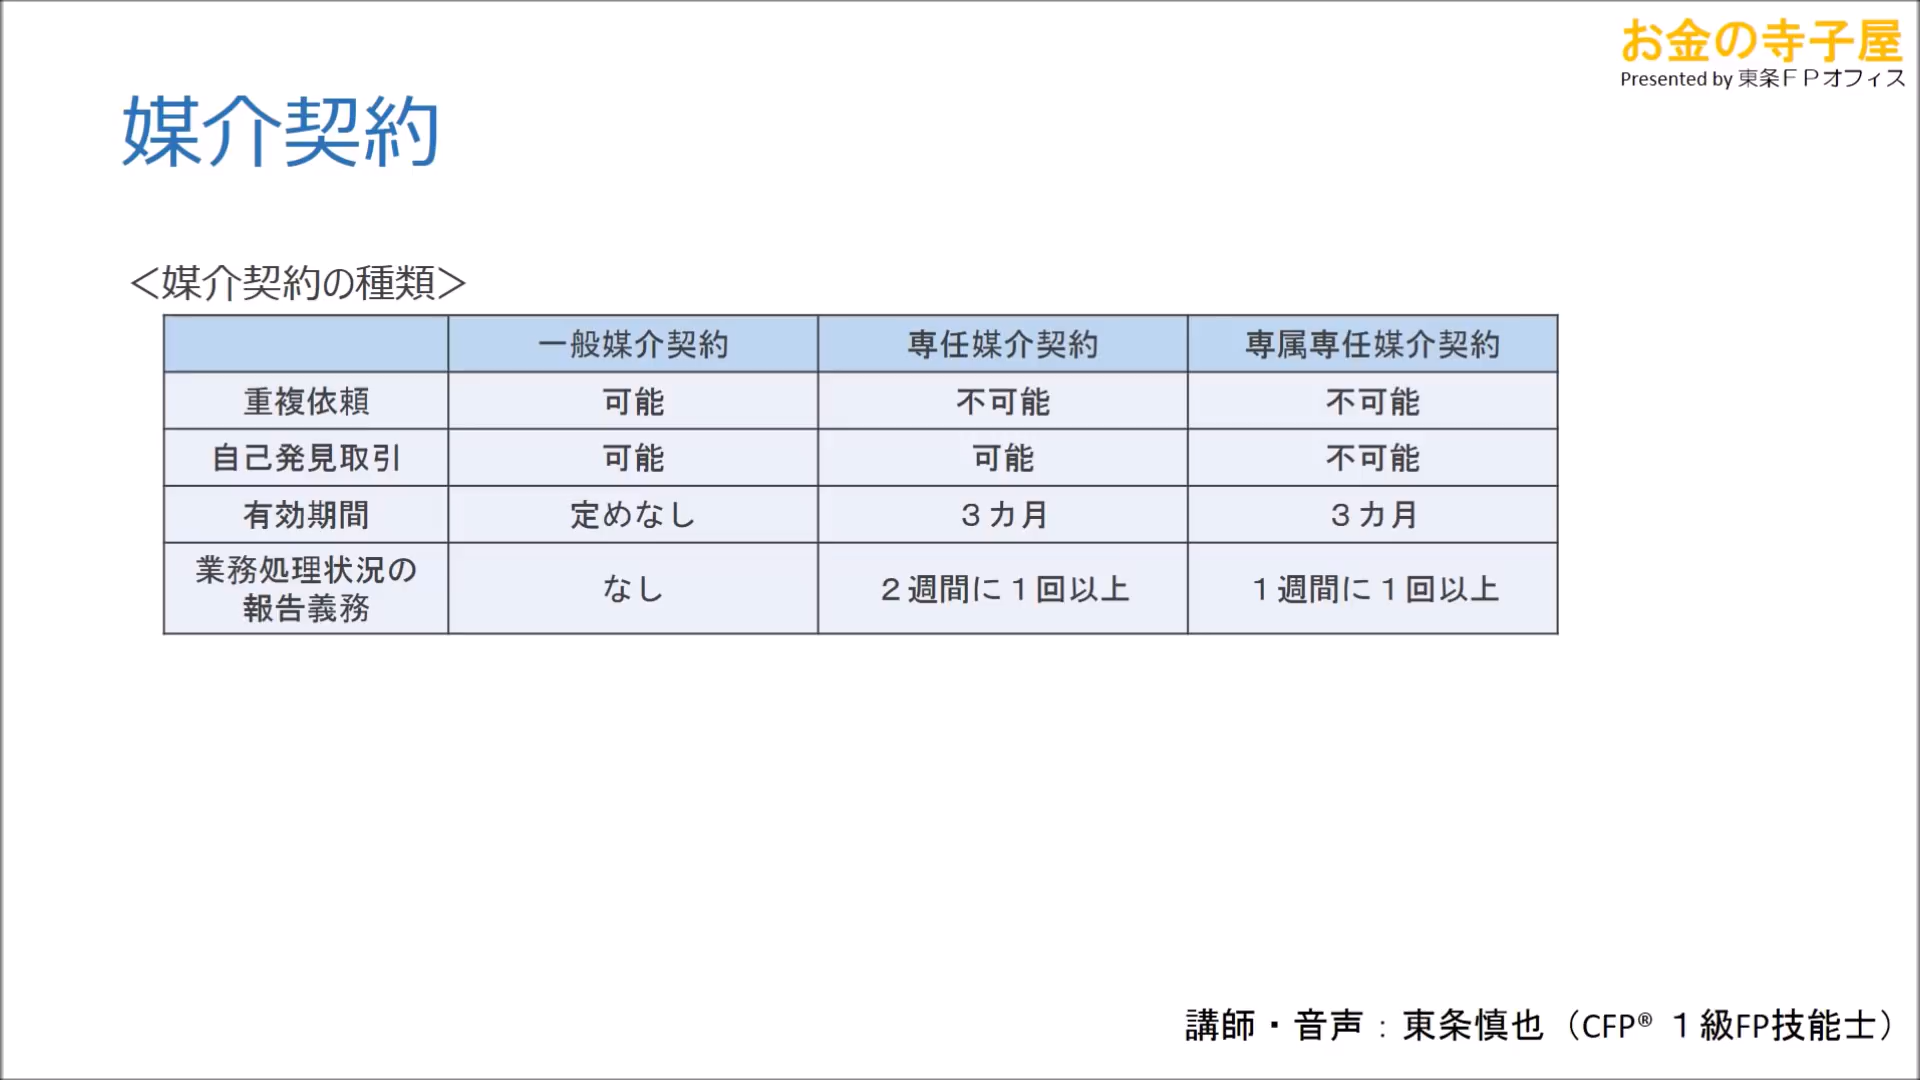 お金の寺子屋
Presented by 東条ＦＰオフィス
媒介契約
＜媒介契約の種類＞
一般媒介契約 専任媒介契約 専属専任媒介契約
重複依頼 可能 不可能 不可能
自己発見取引 可能 可能 不可能
有効期間 定めなし ３カ月 ３カ月
業務処理状況の
報告義務 なし ２週間に１回以上 １週間に１回以上
講師・音声：東条慎也（CFP® １級FP技能士）